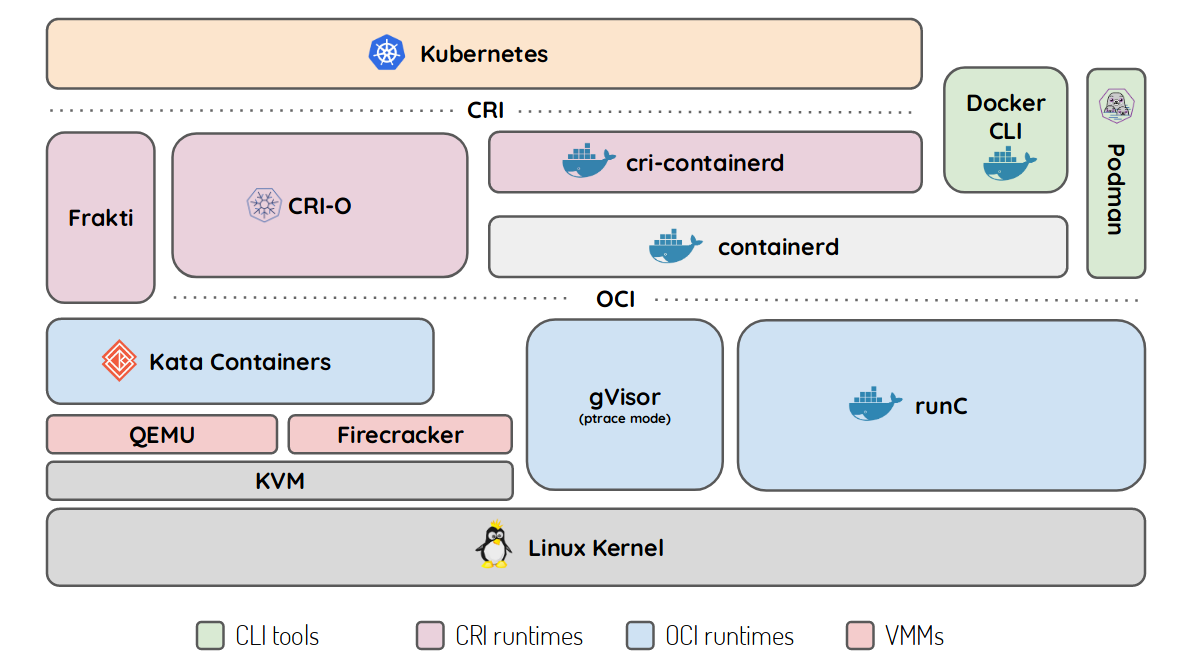 Kubernetes
CRI
Docker
CLI
Podman
Frakti
CRI-O
cri-containerd
containerd
OCI
Kata Containers
gVisor
(ptrace mode)
runC
QEMU
Firecracker
KVM
Linux Kernel
CLI tools
CRI runtimes
OCI runtimes
VMMs